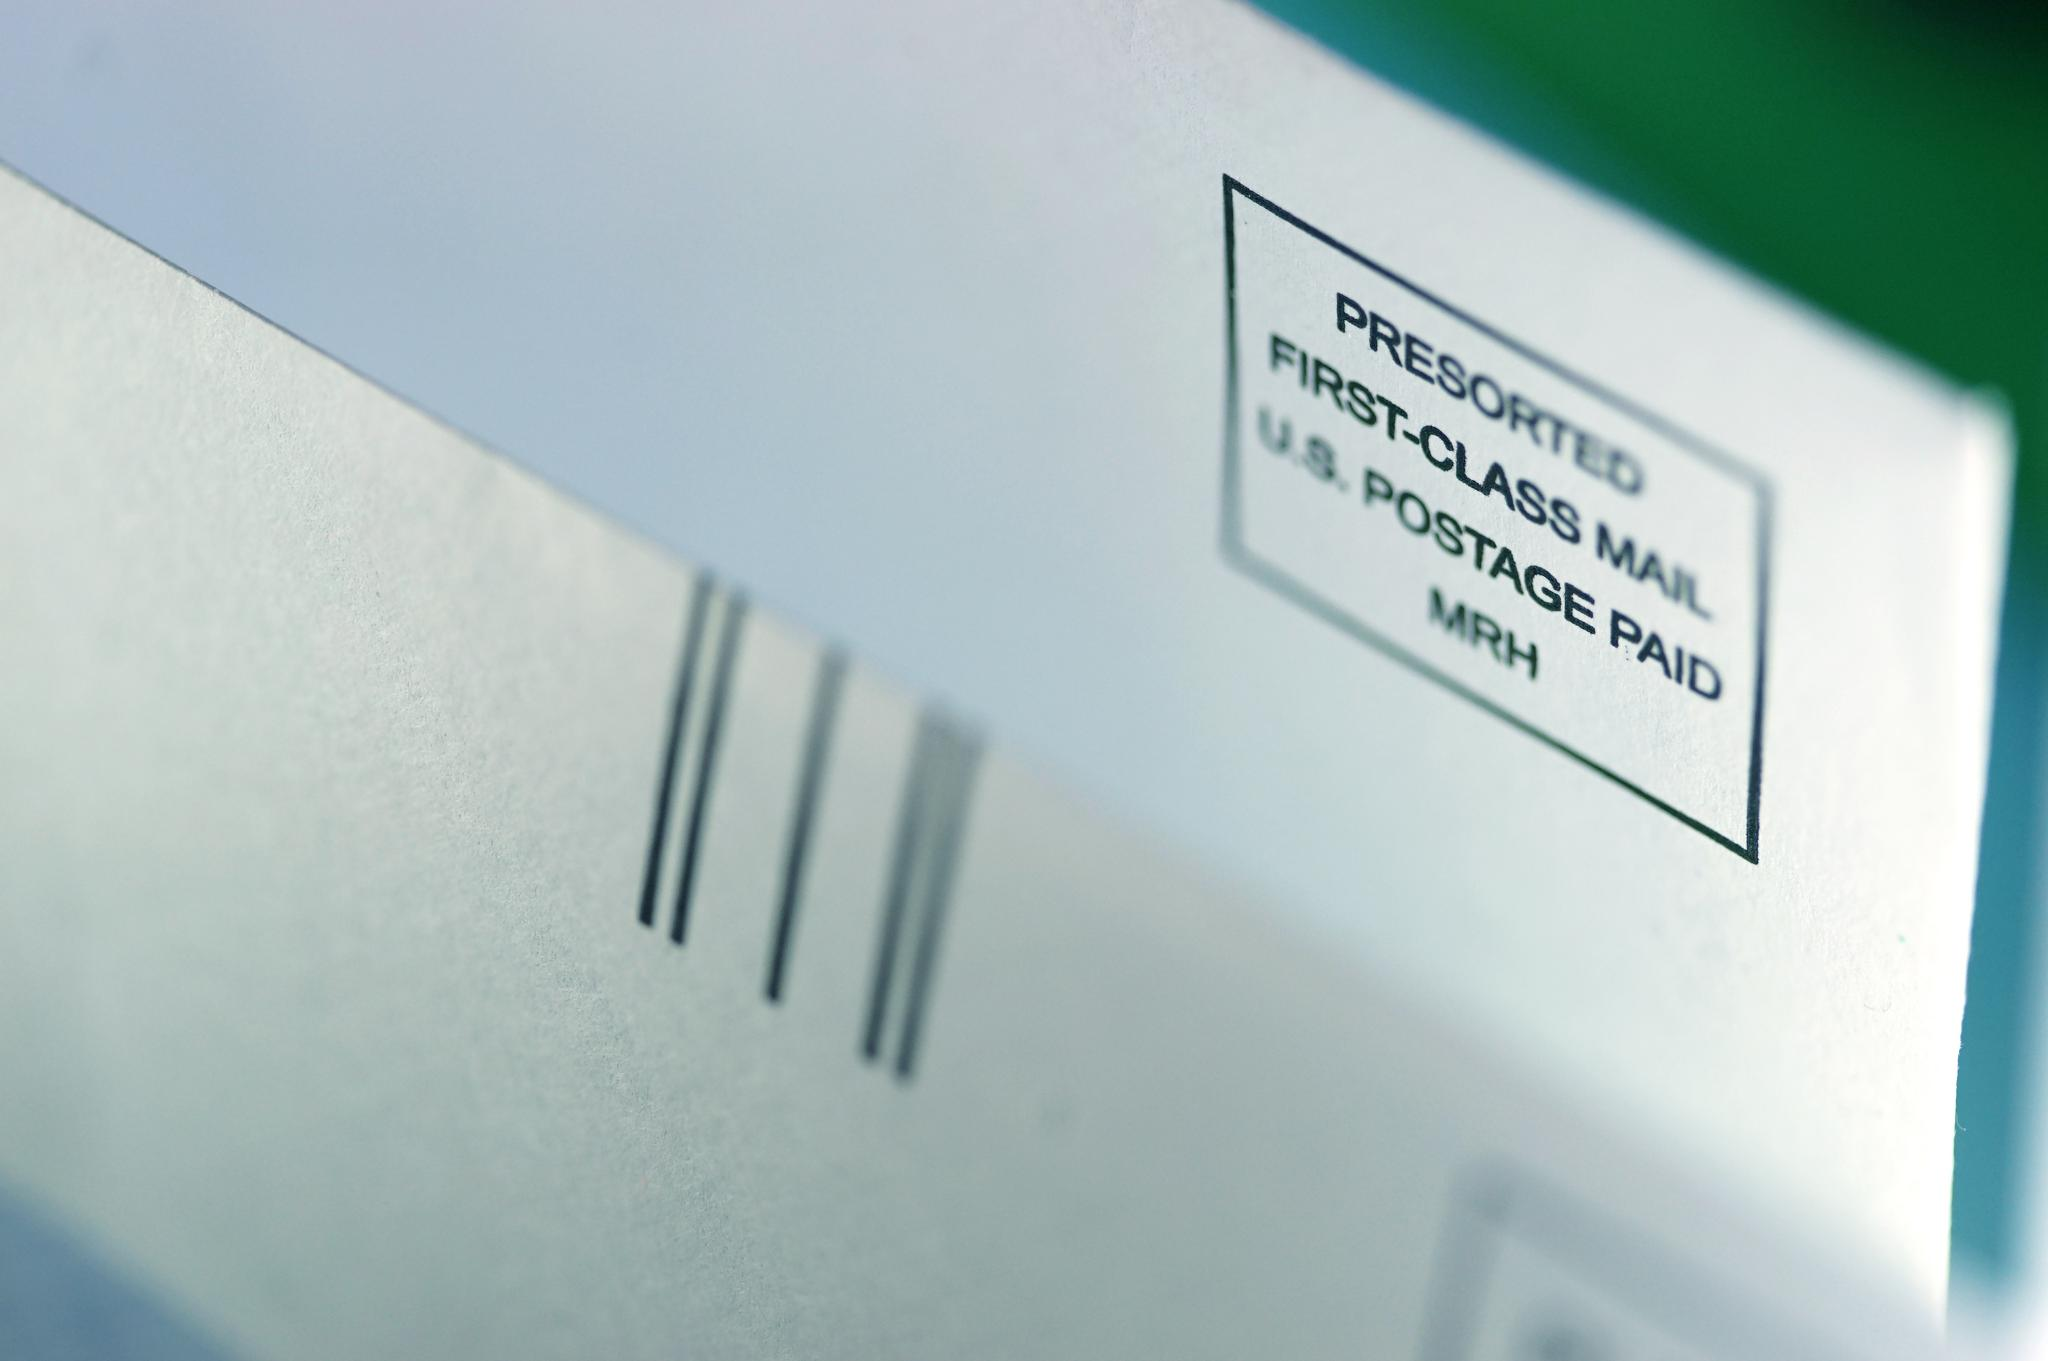 PRESORTED
FIRST-CLASS MAIL
U.S. POSTAGE PAID
MRH